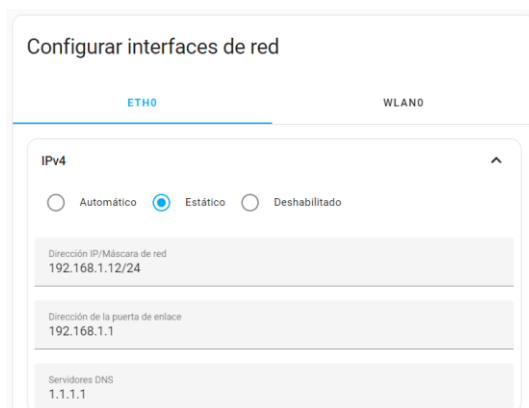 Configurar interfaces de red
ETH0 WLAN0
IPv4
Automático Estático Deshabilitado
Dirección IP/Máscara de red
192.168.1.12/24
Dirección de la puerta de enlace
192.168.1.1
Servidores DNS
1.1.1.1